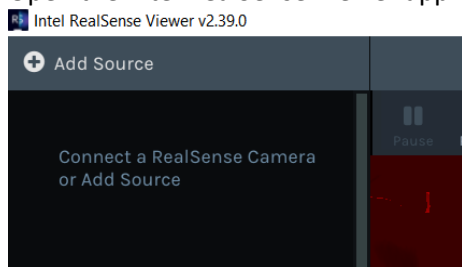 Intel RealSense Viewer v2.39.0
Add Source
Pause
Connect a RealSense Camera
or Add Source